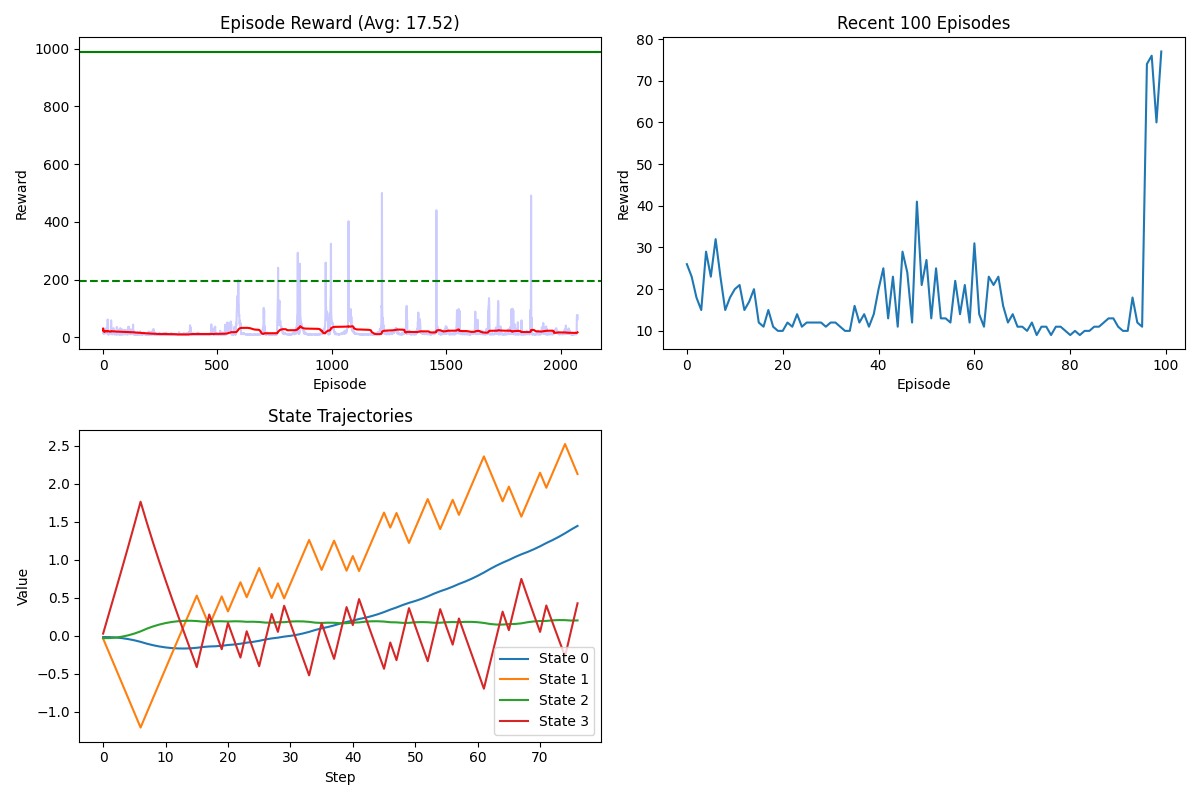 Episode Reward (Avg: 17.52)
1000
800
600
400
200
0
Reward
0 500 1000 1500 2000
Episode
Recent 100 Episodes
80
70
60
50
40
30
20
10
Reward
0 20 40 60 80 100
Episode
State Trajectories
2.5
2.0
1.5
1.0
0.5
0.0
−0.5
−1.0
Value
State 0
State 1
State 2
State 3
0 10 20 30 40 50 60 70
Step